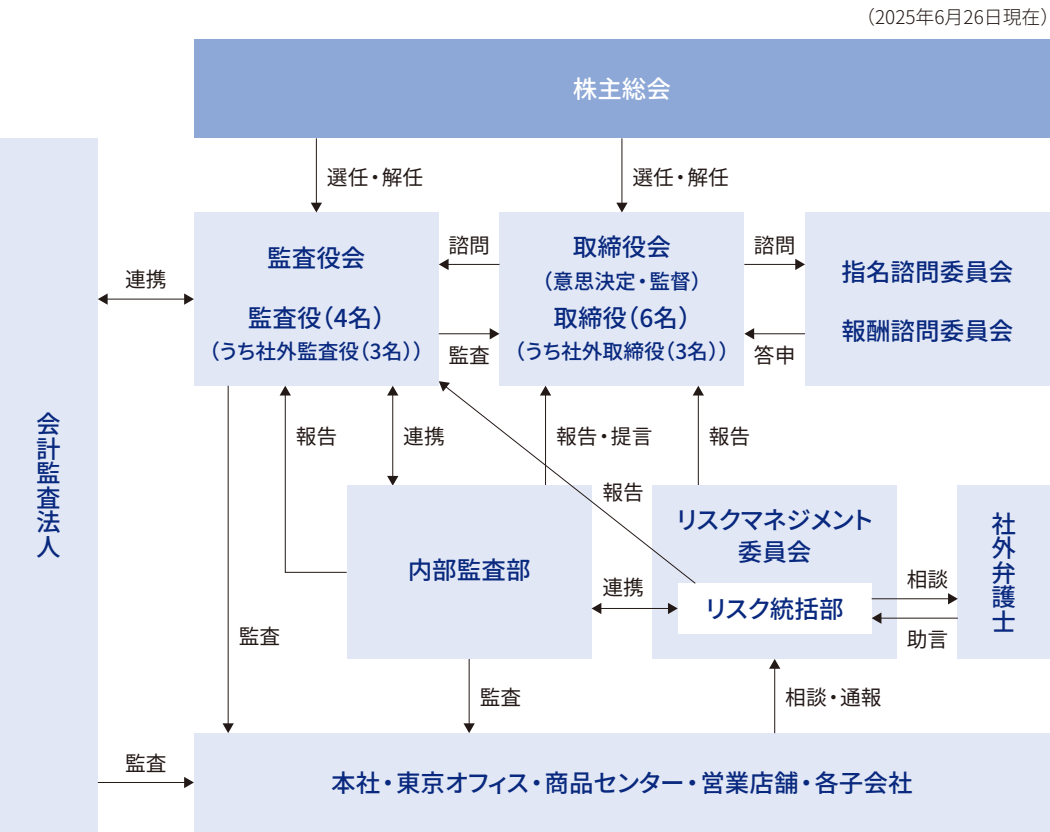 （2025年6月26日現在）
株主総会
選任・解任
選任・解任
監査役会
監査役（4名）
（うち社外監査役（3名））
諮問
監査
取締役会
（意思決定・監督）
取締役（6名）
（うち社外取締役（3名））
諮問
答申
指名諮問委員会
報酬諮問委員会
連携
会計監査法人
報告
連携
報告・提言
報告
報告
内部監査部
連携
リスクマネジメント
委員会
リスク統括部
相談
助言
社外弁護士
監査
監査
相談・通報
監査
本社・東京オフィス・商品センター・営業店舗・各子会社